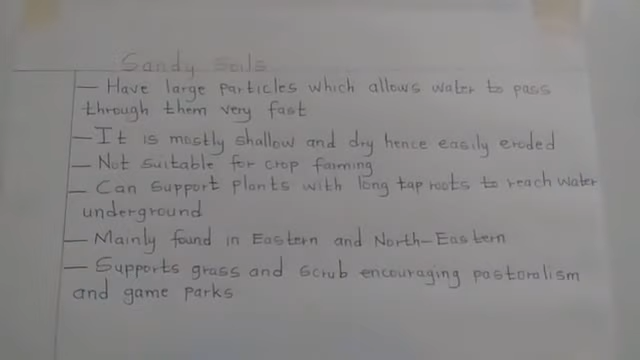 Sandy Soils
— Have large particles which allows water to pass
through them very fast
— It is mostly shallow and dry hence easily eroded
— Not suitable for crop farming
— Can support plants with long tap roots to reach water
underground
— Mainly found in Eastern and North-Eastern
— Supports grass and scrub encouraging pastoralism
and game parks